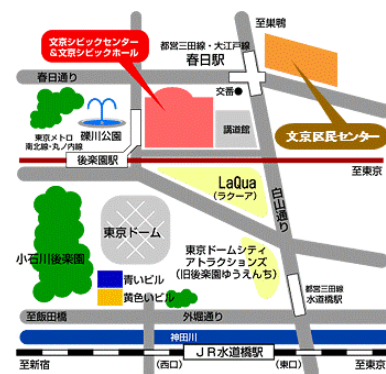 至巣鴨
文京シビックセンター
&文京シビックホール
都営三田線・大江戸線
春日駅
春日通り
交番
文京区民センター
礫川公園
講道館
東京メトロ
南北線・丸ノ内線
後楽園駅
至東京
LaQua
(ラクーア)
白山通り
東京ドーム
小石川後楽園
東京ドームシティ
アトラクションズ
(旧後楽園ゆうえんち)
青いビル
黄色いビル
都営三田線
水道橋駅
至飯田橋
外堀通り
神田川
至新宿
(西口)
JR水道橋駅
(東口)
至東京